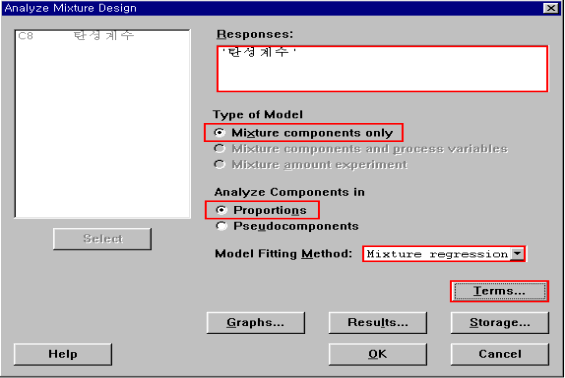 Analyze Mixture Design
C8 탄성계수
Responses:
'탄성계수'
Type of Model
Mixture components only
Mixture components and process variables
Mixture amount experiment
Analyze Components in
Proportions
Pseudocomponents
Select
Model Fitting Method: Mixture regression
Terms...
Graphs... Results... Storage...
Help OK Cancel